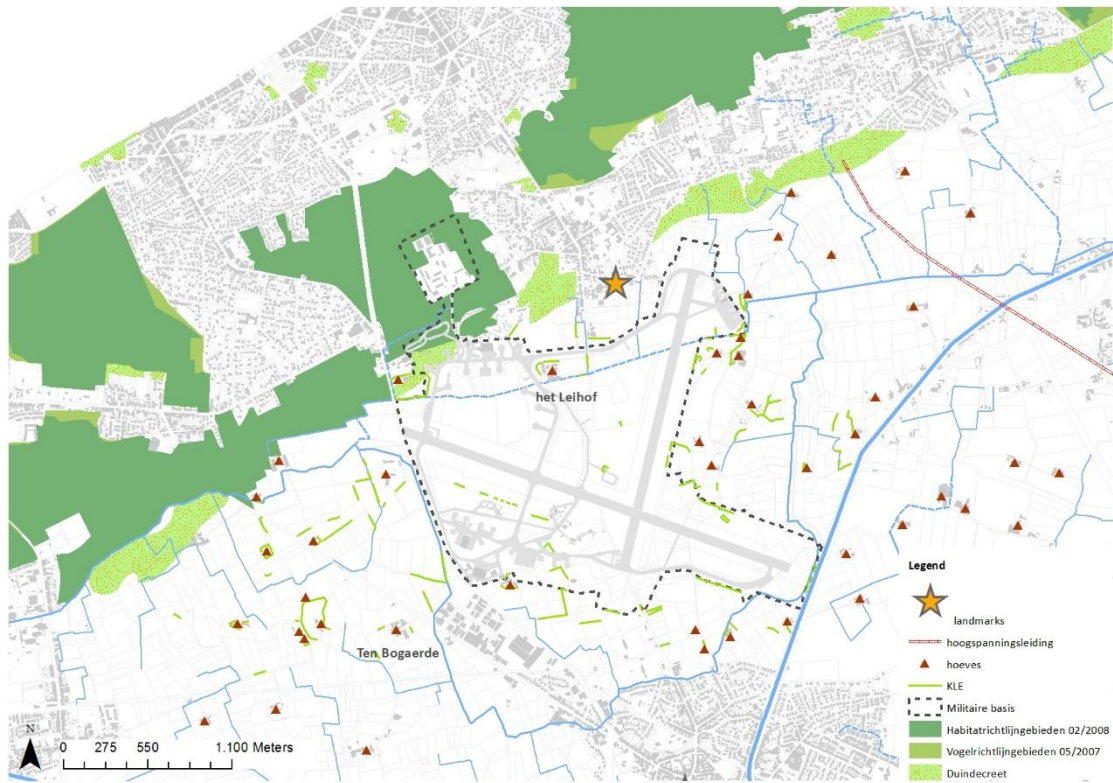 het Leihof
Ten Bogaerde
Legend
landmarks
hoogspanningsleiding
hoeves
KLE
Militaire basis
Habitatrichtlijngebieden 02/2008
Vogelrichtlijngebieden 05/2007
Duindecreet
N
0 275 550 1.100 Meters